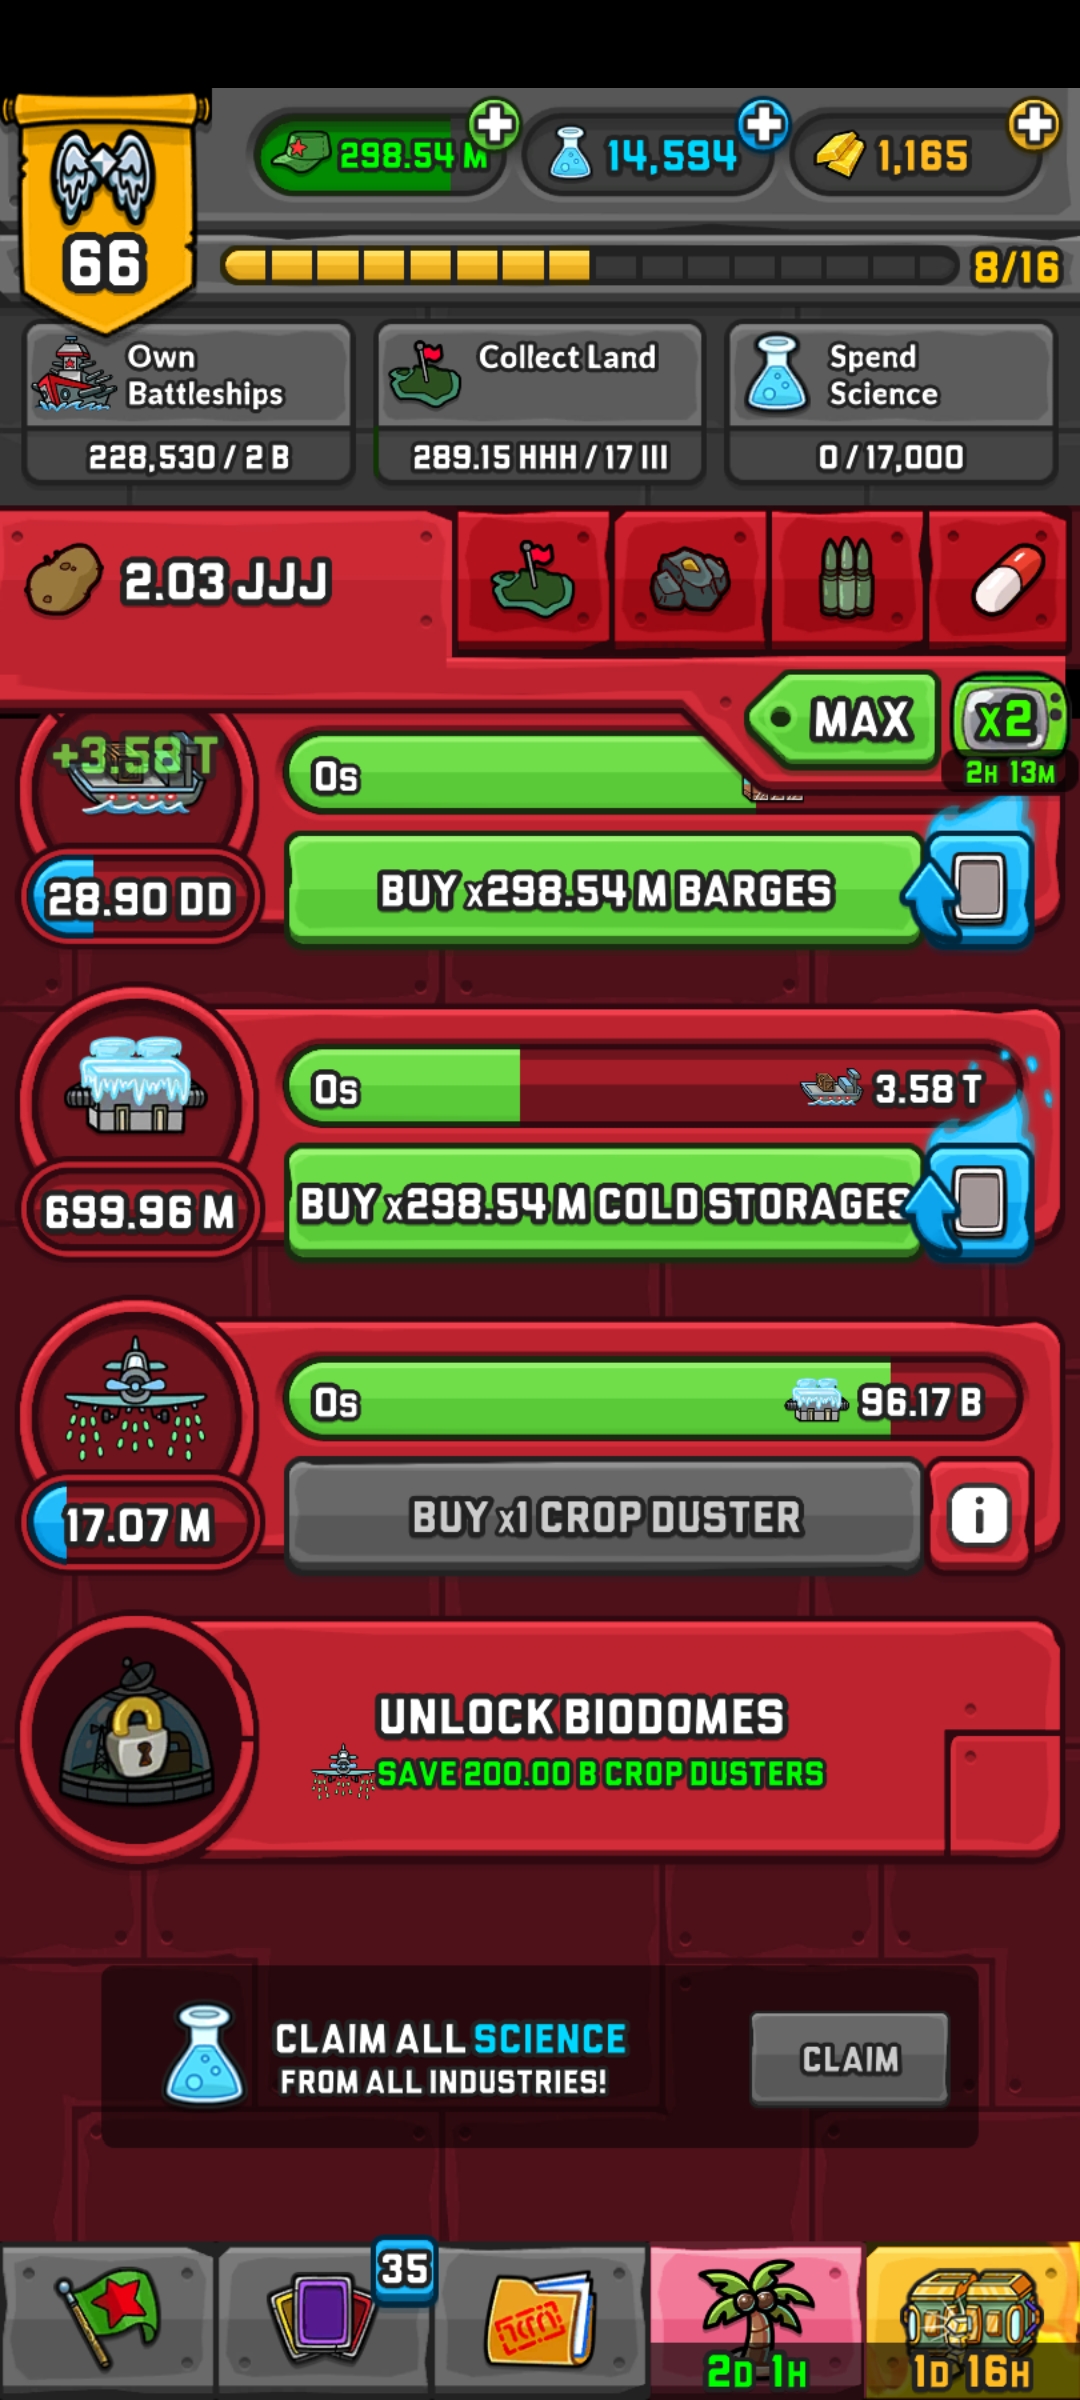 298.54 M
14,594
1,165
66
8/16
Own
Battleships
228,530 / 2 B
Collect Land
289.15 HHH / 17 III
Spend
Science
0 / 17,000
2.03 JJJ
MAX
x2
2H 13M
+3.58 T
0s
28.90 DD
BUY x298.54 M BARGES
0s
3.58 T
699.96 M
BUY x298.54 M COLD STORAGES
0s
96.17 B
17.07 M
BUY x1 CROP DUSTER
i
UNLOCK BIODOMES
SAVE 200.00 B CROP DUSTERS
CLAIM ALL SCIENCE
FROM ALL INDUSTRIES!
CLAIM
35
2D 1H
1D 16H